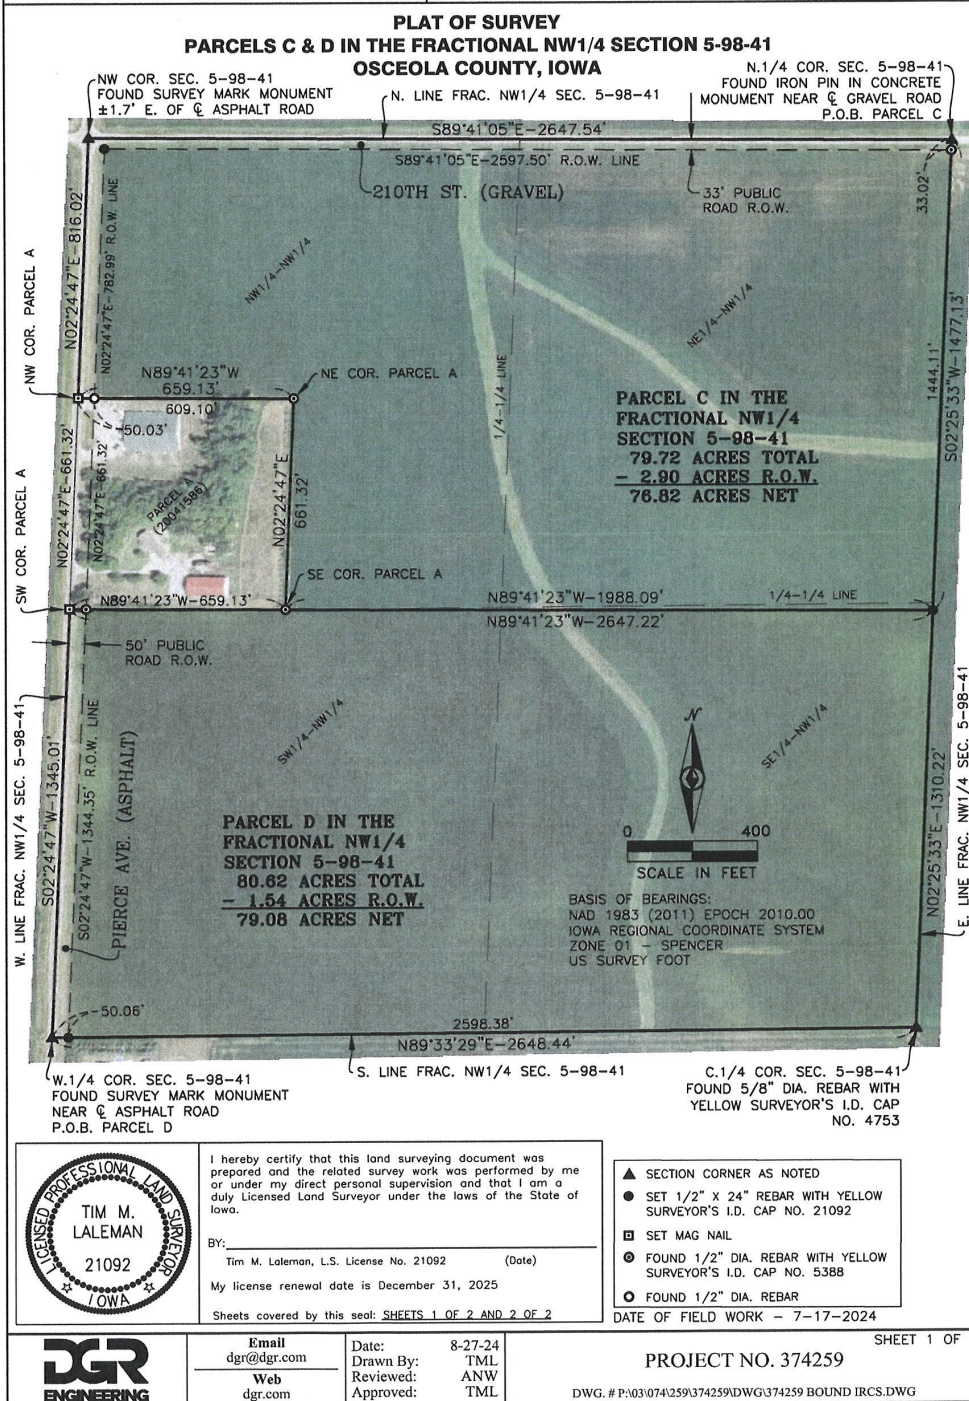 PLAT OF SURVEY
PARCELS C & D IN THE FRACTIONAL NW1/4 SECTION 5-98-41
OSCEOLA COUNTY, IOWA
NW COR. SEC. 5-98-41
FOUND SURVEY MARK MONUMENT
±1.7' E. OF ℄ ASPHALT ROAD
N. LINE FRAC. NW1/4 SEC. 5-98-41
N.1/4 COR. SEC. 5-98-41
FOUND IRON PIN IN CONCRETE
MONUMENT NEAR ℄ GRAVEL ROAD
P.O.B. PARCEL C
S89°41'05"E-2647.54'
S89°41'05"E-2597.50' R.O.W. LINE
210TH ST. (GRAVEL)
33' PUBLIC
ROAD R.O.W.
33.02'
N02°24'47"E-816.02'
N02°24'47"E-782.99' R.O.W. LINE
NW1/4-NW1/4
NE1/4-NW1/4
NW COR. PARCEL A
N89°41'23"W
659.13'
609.10'
NE COR. PARCEL A
50.03'
1/4-1/4 LINE
1444.11'
S02°25'33"W-1477.13'
PARCEL C IN THE
FRACTIONAL NW1/4
SECTION 5-98-41
79.72 ACRES TOTAL
- 2.90 ACRES R.O.W.
76.82 ACRES NET
N02°24'47"E-661.32'
N02°24'47"E-661.32'
PARCEL A
(20041586)
N02°24'47"E
661.32'
SW COR. PARCEL A
SE COR. PARCEL A
N89°41'23"W-659.13'
N89°41'23"W-1988.09'
1/4-1/4 LINE
N89°41'23"W-2647.22'
50' PUBLIC
ROAD R.O.W.
W. LINE FRAC. NW1/4 SEC. 5-98-41
S02°24'47"W-1345.01'
S02°24'47"W-1344.35' R.O.W. LINE
PIERCE AVE. (ASPHALT)
SW1/4-NW1/4
SE1/4-NW1/4
N
0 400
SCALE IN FEET
N02°25'33"E-1310.22'
E. LINE FRAC. NW1/4 SEC. 5-98-41
PARCEL D IN THE
FRACTIONAL NW1/4
SECTION 5-98-41
80.62 ACRES TOTAL
- 1.54 ACRES R.O.W.
79.08 ACRES NET
BASIS OF BEARINGS:
NAD 1983 (2011) EPOCH 2010.00
IOWA REGIONAL COORDINATE SYSTEM
ZONE 01 - SPENCER
US SURVEY FOOT
50.06'
2598.38'
N89°33'29"E-2648.44'
W.1/4 COR. SEC. 5-98-41
FOUND SURVEY MARK MONUMENT
NEAR ℄ ASPHALT ROAD
P.O.B. PARCEL D
S. LINE FRAC. NW1/4 SEC. 5-98-41
C.1/4 COR. SEC. 5-98-41
FOUND 5/8" DIA. REBAR WITH
YELLOW SURVEYOR'S I.D. CAP
NO. 4753
LICENSED PROFESSIONAL LAND SURVEYOR
TIM M.
LALEMAN
21092
IOWA
I hereby certify that this land surveying document was
prepared and the related survey work was performed by me
or under my direct personal supervision and that I am a
duly Licensed Land Surveyor under the laws of the State of
Iowa.
BY:
Tim M. Laleman, L.S. License No. 21092 (Date)
My license renewal date is December 31, 2025
Sheets covered by this seal: SHEETS 1 OF 2 AND 2 OF 2
SECTION CORNER AS NOTED
SET 1/2" X 24" REBAR WITH YELLOW
SURVEYOR'S I.D. CAP NO. 21092
SET MAG NAIL
FOUND 1/2" DIA. REBAR WITH YELLOW
SURVEYOR'S I.D. CAP NO. 5388
FOUND 1/2" DIA. REBAR
DATE OF FIELD WORK - 7-17-2024
DGR
ENGINEERING
Email
dgr@dgr.com
Web
dgr.com
Date: 8-27-24
Drawn By: TML
Reviewed: ANW
Approved: TML
SHEET 1 OF
PROJECT NO. 374259
DWG. # P:\03\074\259\374259\DWG\374259 BOUND IRCS.DWG